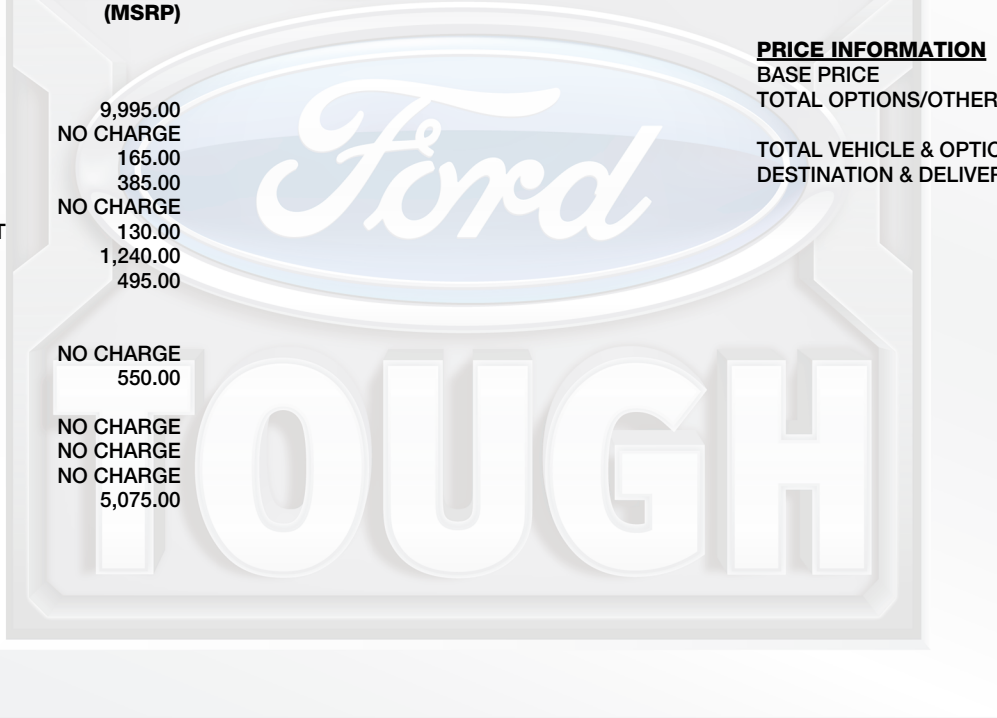 (MSRP)
9,995.00
NO CHARGE
165.00
385.00
NO CHARGE
T 130.00
1,240.00
495.00
NO CHARGE
550.00
NO CHARGE
NO CHARGE
NO CHARGE
5,075.00
PRICE INFORMATION
BASE PRICE
TOTAL OPTIONS/OTHER
TOTAL VEHICLE & OPTIO
DESTINATION & DELIVER
Ford
TOUGH